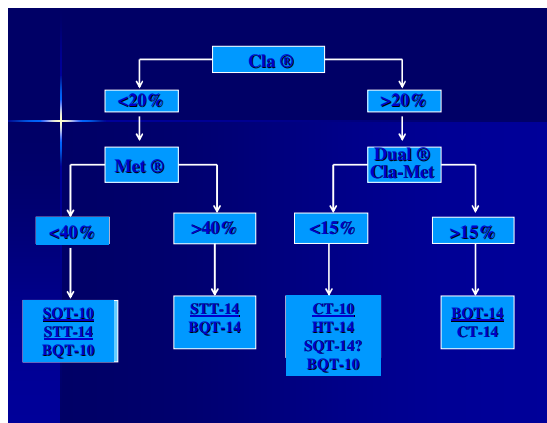 Cla ®
<20%
>20%
Met ®
Dual ®
Cla-Met
<40%
>40%
<15%
>15%
SQT-10
STT-14
BQT-10
STT-14
BQT-14
CT-10
HT-14
SQT-14?
BQT-10
BQT-14
CT-14